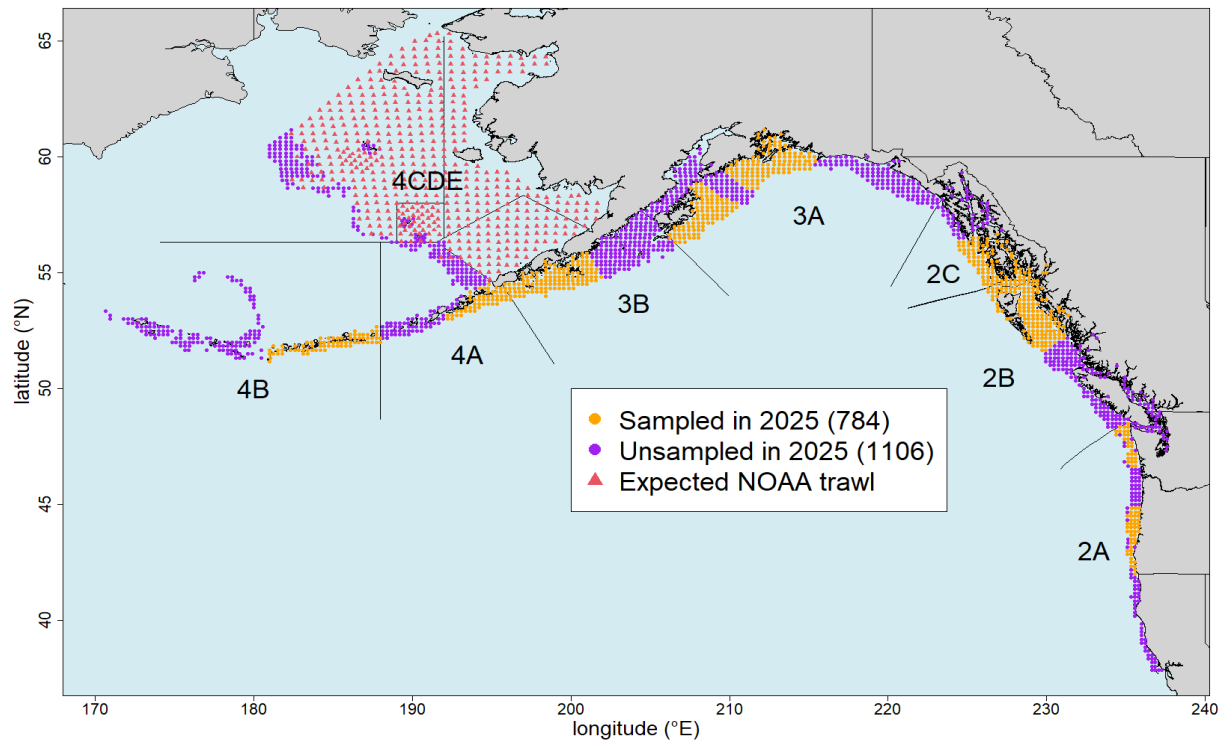 65
60
55
50
45
40
latitude (°N)
4CDE
3A
2C
3B
4A
2B
4B
2A
Sampled in 2025 (784)
Unsampled in 2025 (1106)
Expected NOAA trawl
170
180
190
200
210
220
230
240
longitude (°E)